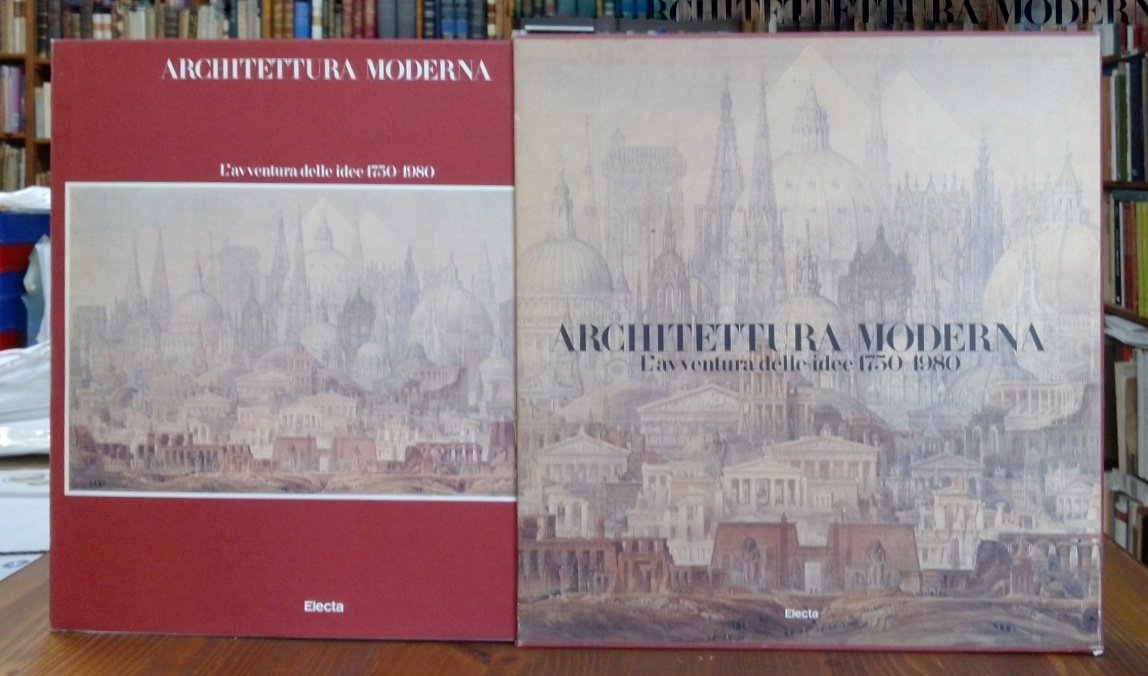 ARCHITETTURA MODERNA
L'avventura delle idee 1750-1980
Electa
ARCHITETTURA MODERNA
L'avventura delle idee 1750-1980
Electa